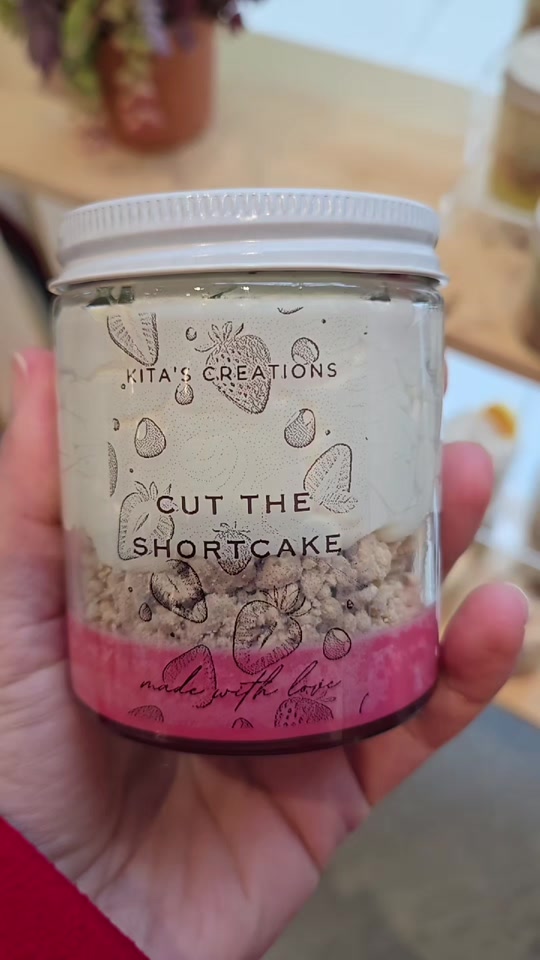 KITA'S CREATIONS
CUT THE
SHORTCAKE
made with love